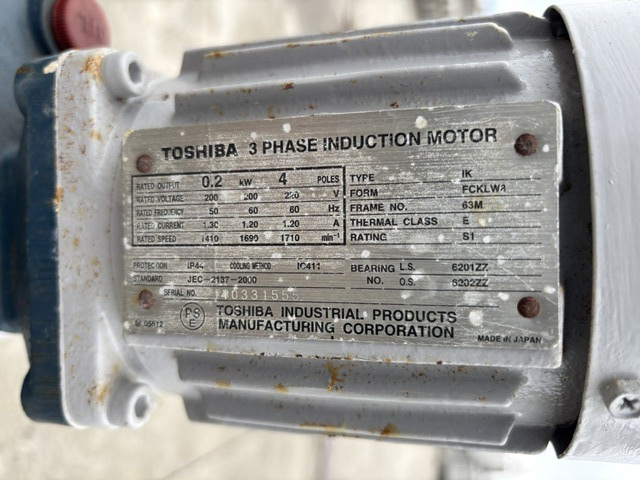 TOSHIBA 3 PHASE INDUCTION MOTOR
RATED OUTPUT 0.2 kW 4 POLES
RATED VOLTAGE 200 200 220 V
RATED FREQUENCY 50 60 60 Hz
RATED CURRENT 1.30 1.20 1.20 A
RATED SPEED 1410 1690 1710 min⁻¹
TYPE IK
FORM FCKLW8
FRAME NO. 63M
THERMAL CLASS E
RATING S1
PROTECTION IP44 COOLING METHOD IC411
STANDARD JEC-2137-2000
SERIAL NO.
BEARING L.S. 6201ZZ
NO. O.S. 6202ZZ
PS E
TOSHIBA INDUSTRIAL PRODUCTS
MANUFACTURING CORPORATION
MADE IN JAPAN